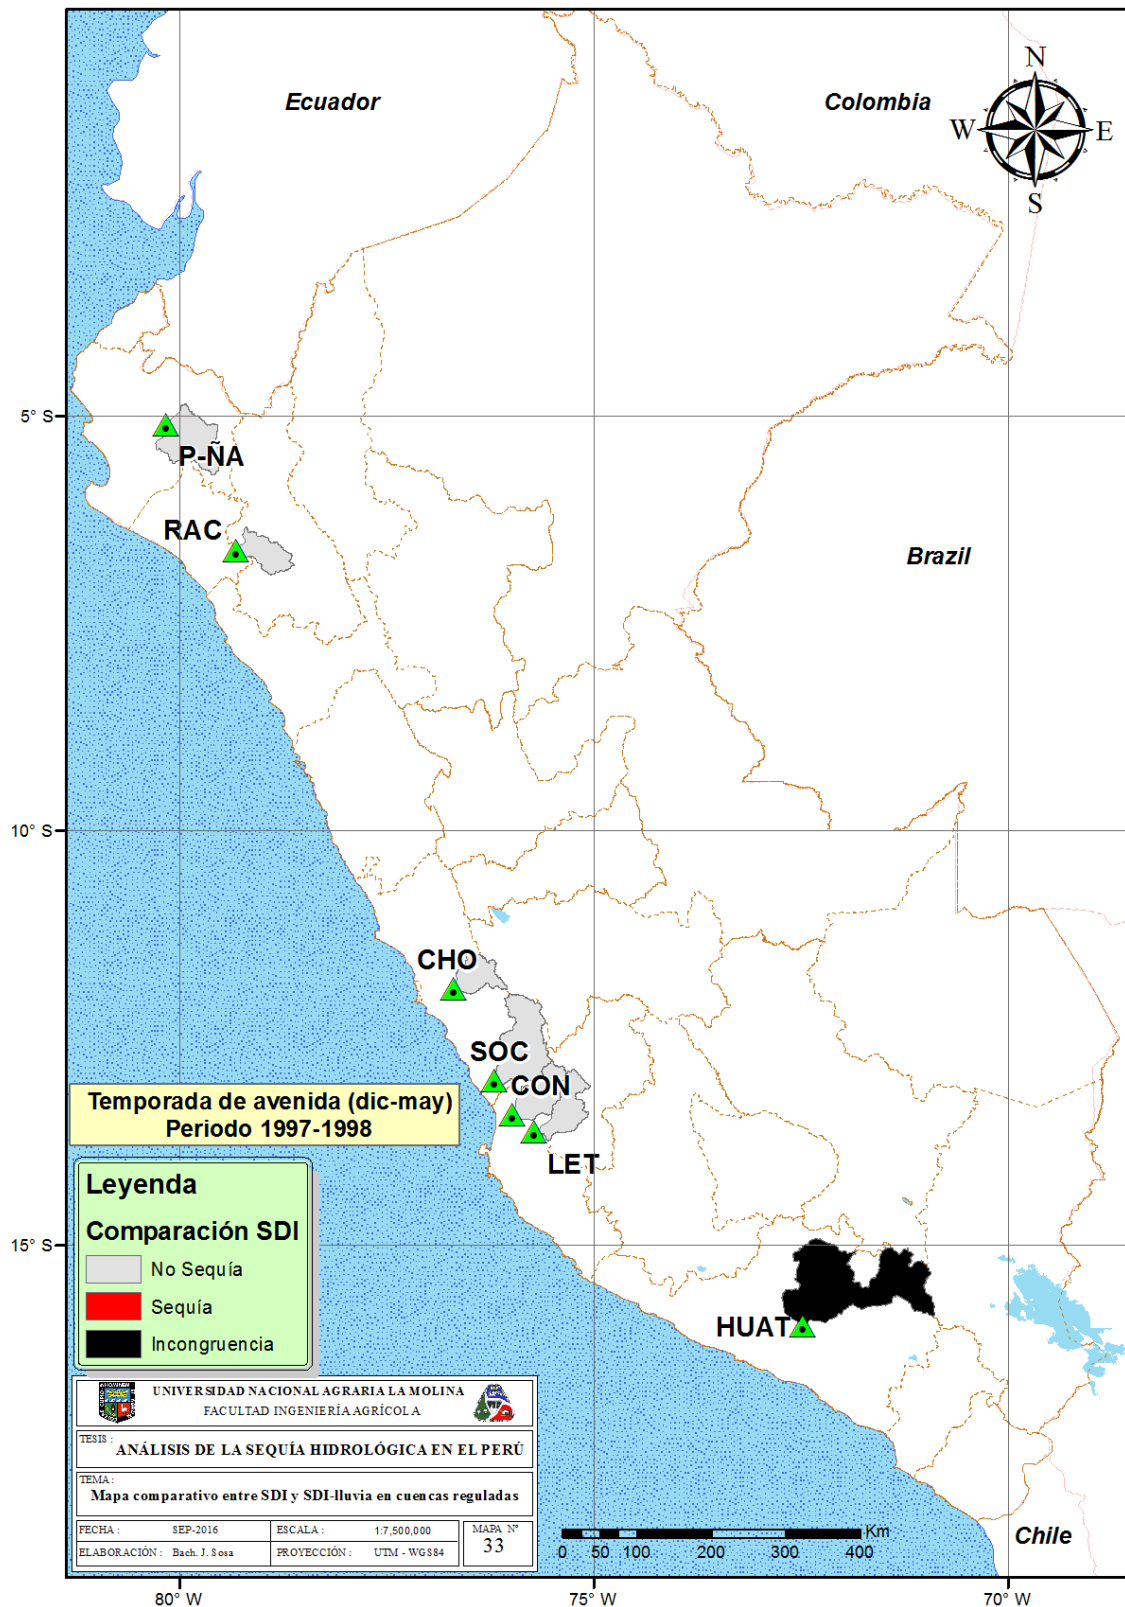 Ecuador
Colombia
N
W
E
S
5° S
P-ÑA
RAC
Brazil
10° S
CHO
SOC
CON
LET
Temporada de avenida (dic-may)
Periodo 1997-1998
Leyenda
Comparación SDI
No Sequía
Sequía
Incongruencia
15° S
HUAT
UNIVERSIDAD NACIONAL AGRARIA LA MOLINA
FACULTAD INGENIERÍA AGRÍCOLA
TESIS :
ANÁLISIS DE LA SEQUÍA HIDROLÓGICA EN EL PERÚ
TEMA :
Mapa comparativo entre SDI y SDI-lluvia en cuencas reguladas
FECHA : SEP-2016 ESCALA : 1:7,500,000 MAPA N°
33
ELABORACIÓN : Bach. J. Sosa PROYECCIÓN : UTM - WGS84
Km
0 50 100 200 300 400
Chile
80° W 75° W 70° W